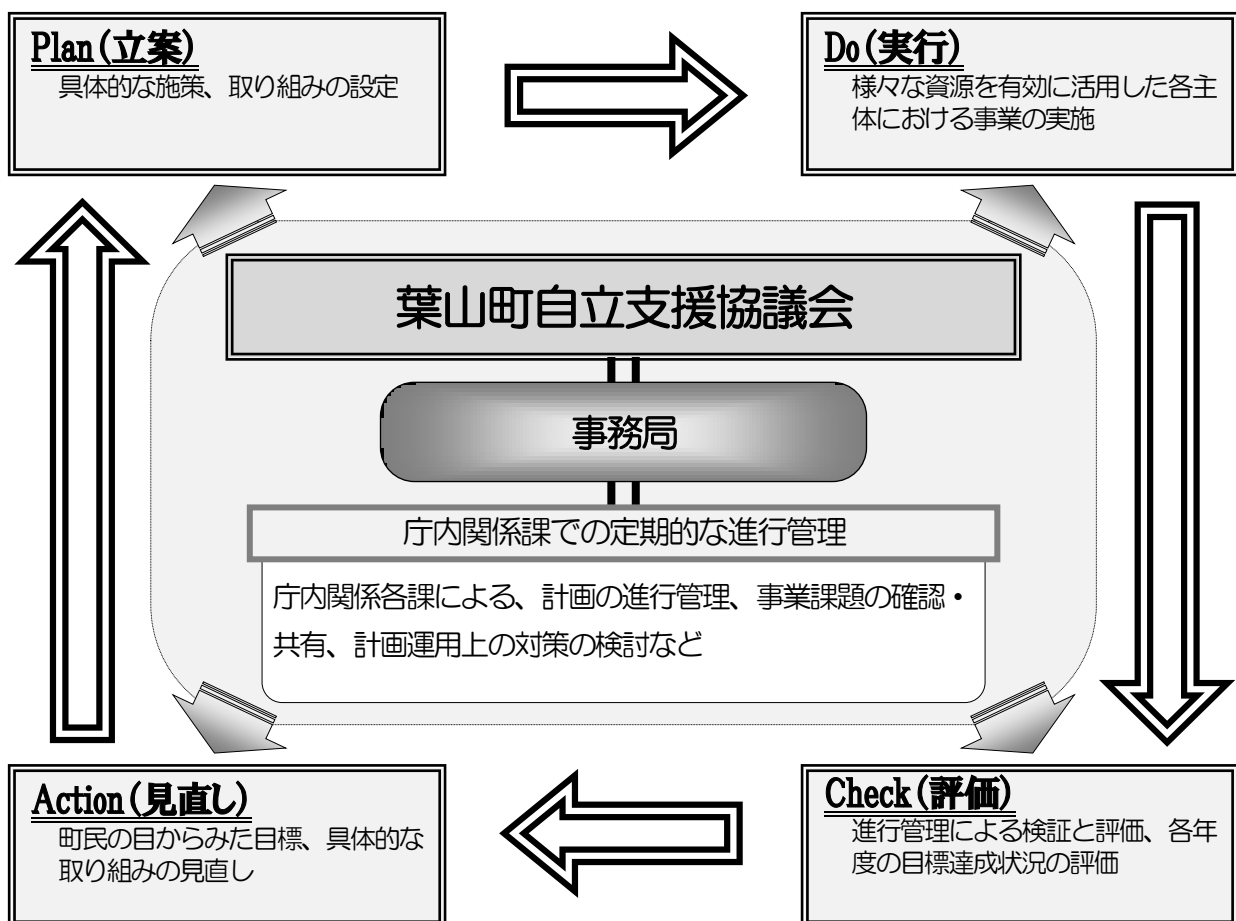 Plan(立案)
具体的な施策、取り組みの設定
Do(実行)
様々な資源を有効に活用した各主
体における事業の実施
葉山町自立支援協議会
事務局
庁内関係課での定期的な進行管理
庁内関係各課による、計画の進行管理、事業課題の確認・
共有、計画運用上の対策の検討など
Action(見直し)
町民の目からみた目標、具体的な
取り組みの見直し
Check(評価)
進行管理による検証と評価、各年
度の目標達成状況の評価